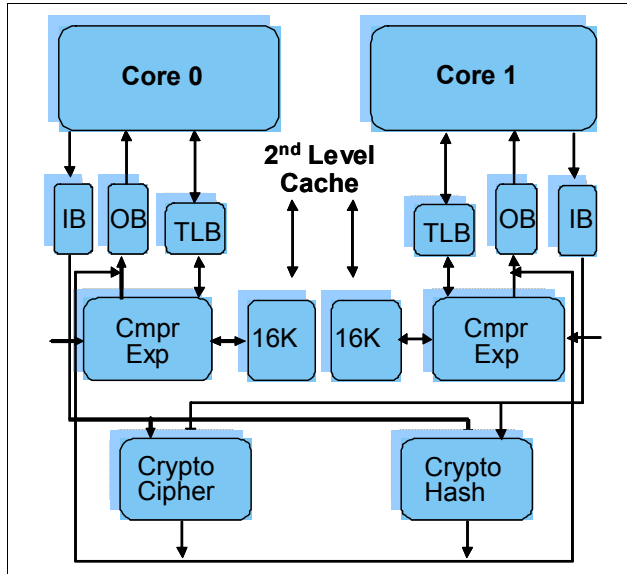 Core 0
Core 1
2nd Level
Cache
IB
OB
TLB
TLB
OB
IB
Cmpr
Exp
16K
16K
Cmpr
Exp
Crypto
Cipher
Crypto
Hash